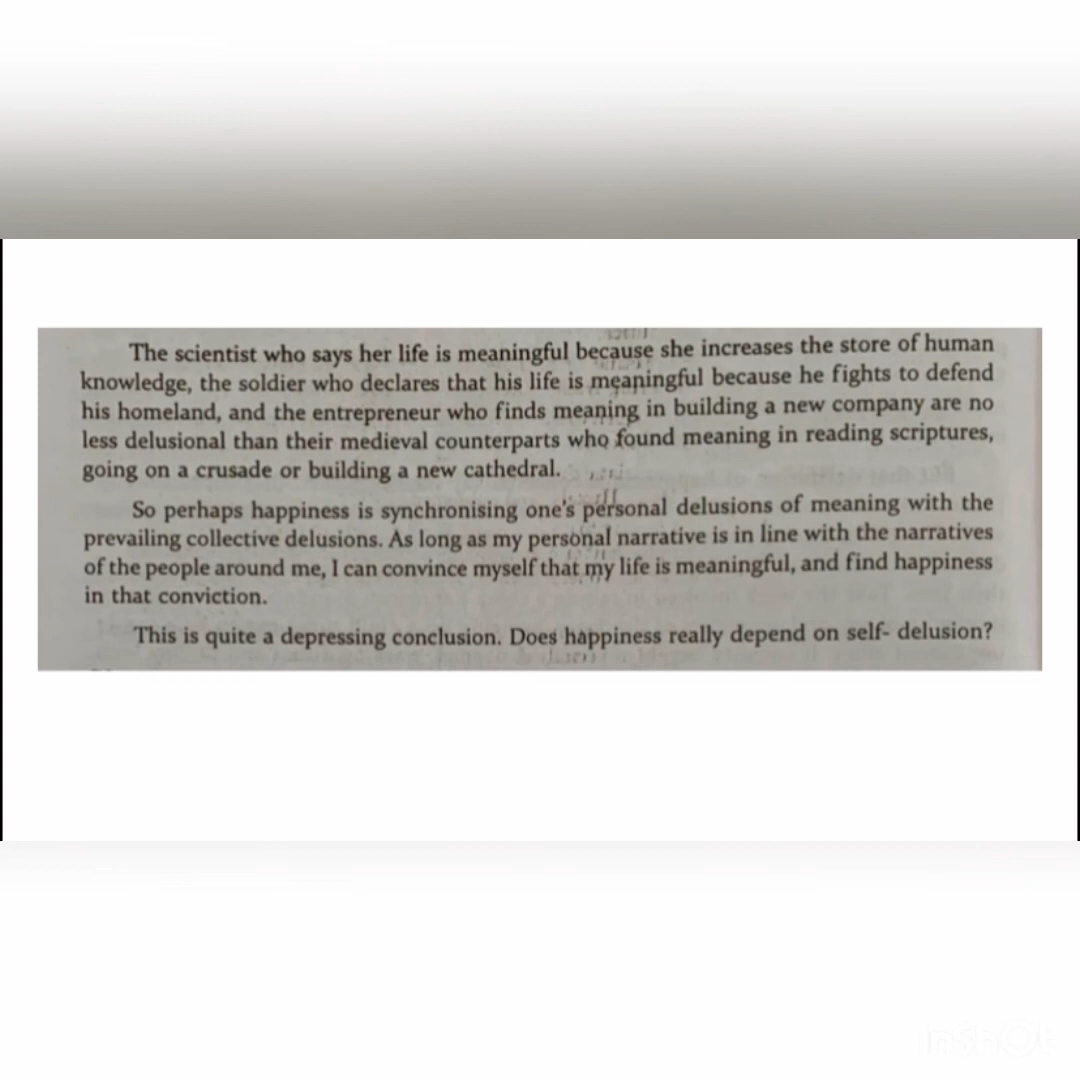 The scientist who says her life is meaningful because she increases the store of human
knowledge, the soldier who declares that his life is meaningful because he fights to defend
his homeland, and the entrepreneur who finds meaning in building a new company are no
less delusional than their medieval counterparts who found meaning in reading scriptures,
going on a crusade or building a new cathedral.
So perhaps happiness is synchronising one's personal delusions of meaning with the
prevailing collective delusions. As long as my personal narrative is in line with the narratives
of the people around me, I can convince myself that my life is meaningful, and find happiness
in that conviction.
This is quite a depressing conclusion. Does happiness really depend on self- delusion?